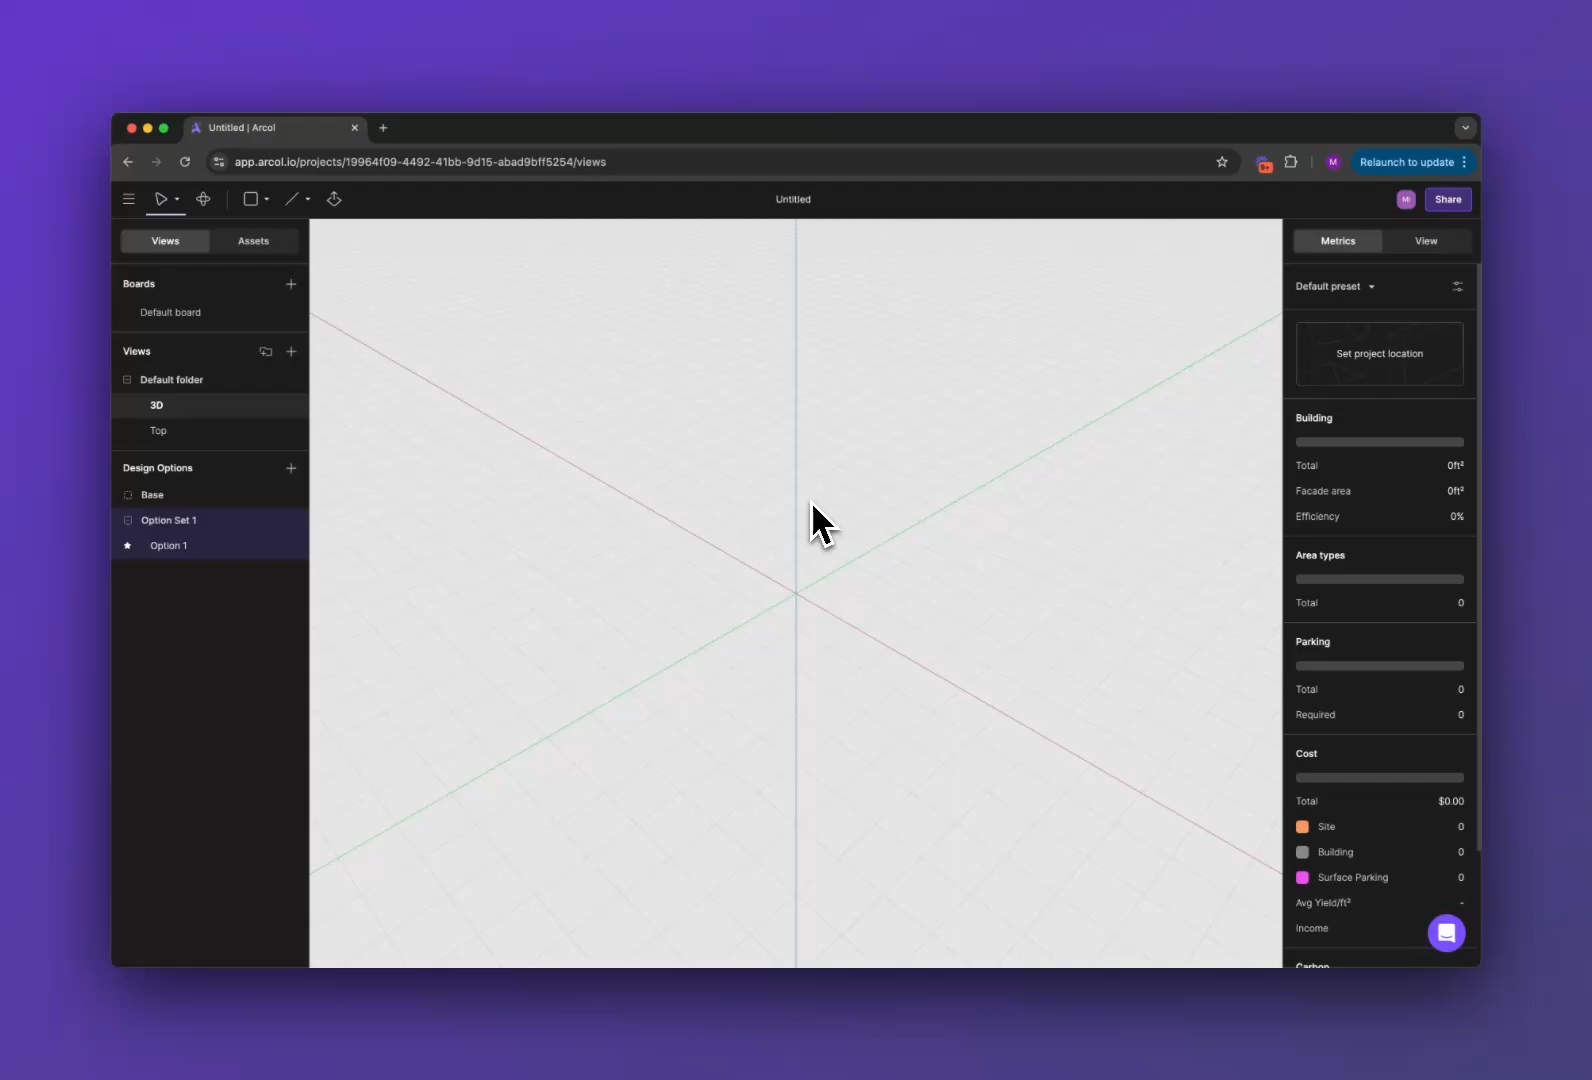 Untitled | Arcol
app.arcol.io/projects/19964f09-4492-41bb-9d15-abad9bff5254/views
9+
M
Relaunch to update
Untitled
MI
Share
Views
Assets
Boards
Default board
Views
Default folder
3D
Top
Design Options
Base
Option Set 1
Option 1
Metrics
View
Default preset
Set project location
Building
Total 0ft²
Facade area 0ft²
Efficiency 0%
Area types
Total 0
Parking
Total 0
Required 0
Cost
Total $0.00
Site 0
Building 0
Surface Parking 0
Avg Yield/ft² -
Income
Carbon